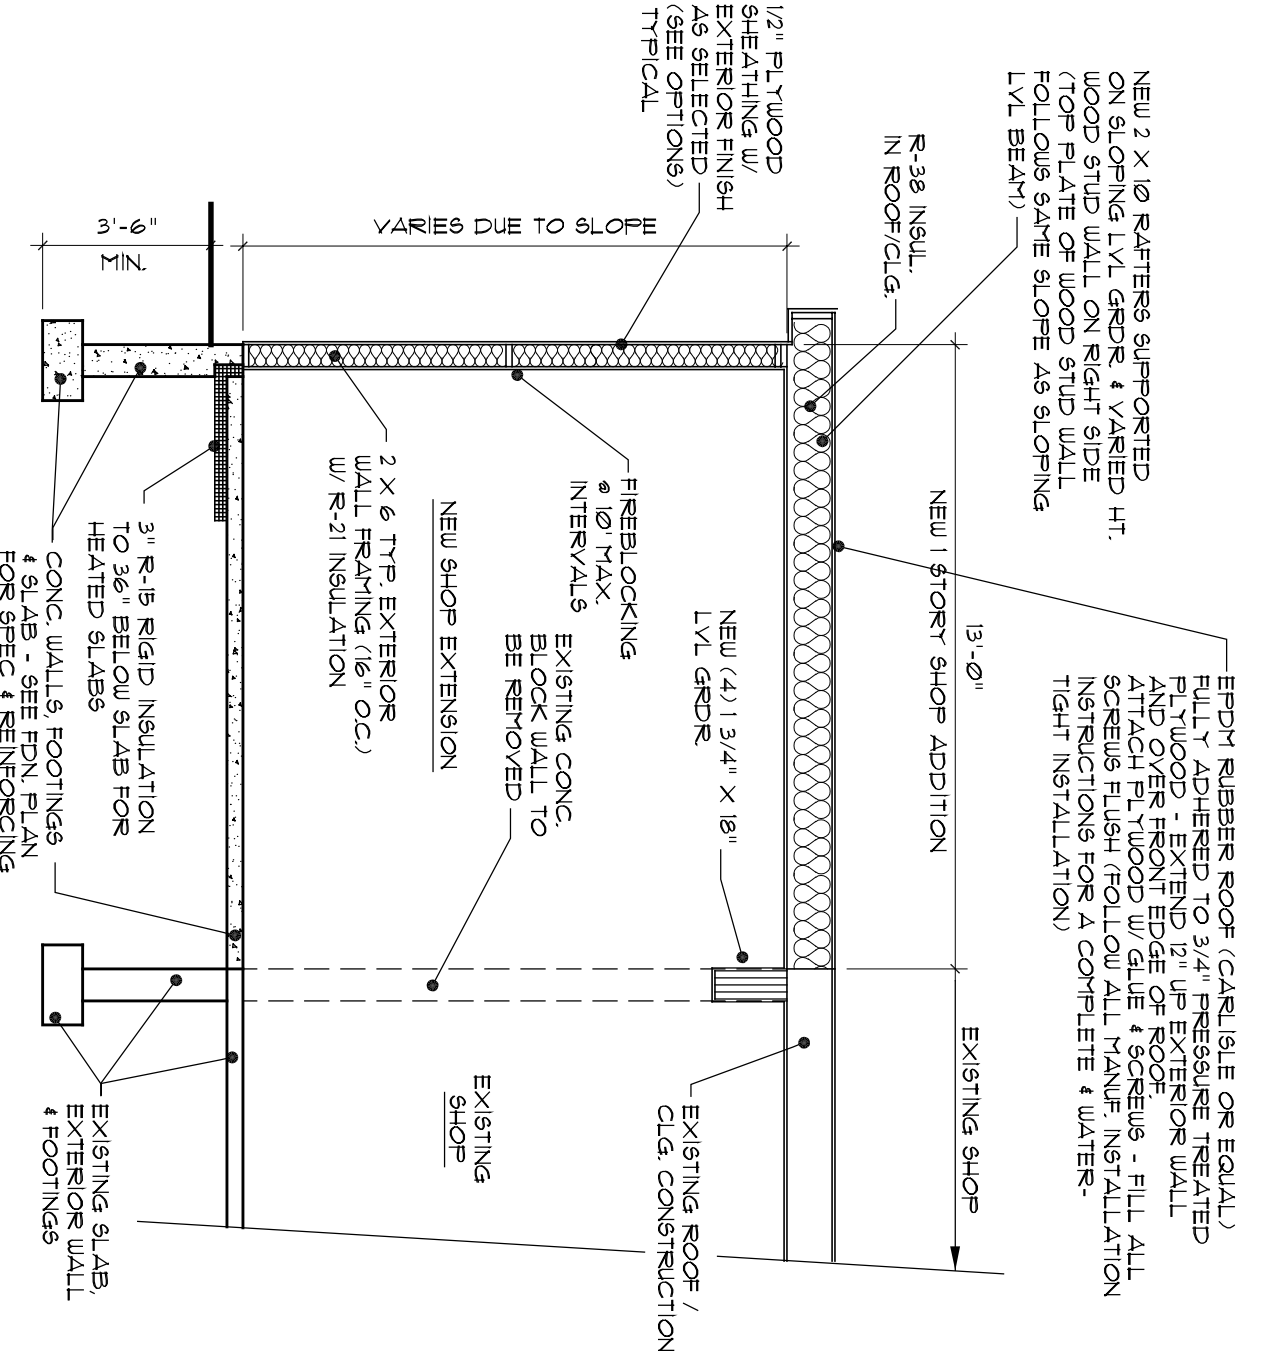 EPDM RUBBER ROOF (CARLISLE OR EQUAL)
FULLY ADHERED TO 3/4" PRESSURE TREATED
PLYWOOD - EXTEND 12" UP EXTERIOR WALL
AND OVER FRONT EDGE OF ROOF.
ATTACH PLYWOOD W/ GLUE & SCREWS - FILL ALL
SCREWS FLUSH (FOLLOW ALL MANUF. INSTALLATION
INSTRUCTIONS FOR A COMPLETE & WATER-
TIGHT INSTALLATION)
NEW 2 X 10 RAFTERS SUPPORTED
ON SLOPING LVL GRDR. & VARIED HT.
WOOD STUD WALL ON RIGHT SIDE
(TOP PLATE OF WOOD STUD WALL
FOLLOWS SAME SLOPE AS SLOPING
LVL BEAM)
13'-0"
NEW 1 STORY SHOP ADDITION
EXISTING SHOP
R-38 INSUL.
IN ROOF/CLG.
1/2" PLYWOOD
SHEATHING W/
EXTERIOR FINISH
AS SELECTED
(SEE OPTIONS)
TYPICAL
NEW (4) 1 3/4" X 18"
LVL GRDR.
EXISTING ROOF /
CLG. CONSTRUCTION
FIREBLOCKING
@ 10' MAX.
INTERVALS
VARIES DUE TO SLOPE
EXISTING CONC.
BLOCK WALL TO
BE REMOVED
NEW SHOP EXTENSION
EXISTING
SHOP
2 X 6 TYP. EXTERIOR
WALL FRAMING (16" O.C.)
W/ R-21 INSULATION
3'-6"
MIN.
3" R-15 RIGID INSULATION
TO 36" BELOW SLAB FOR
HEATED SLABS
CONC. WALLS, FOOTINGS
& SLAB - SEE FDN. PLAN
FOR SPEC & REINFORCING
EXISTING SLAB,
EXTERIOR WALL
& FOOTINGS